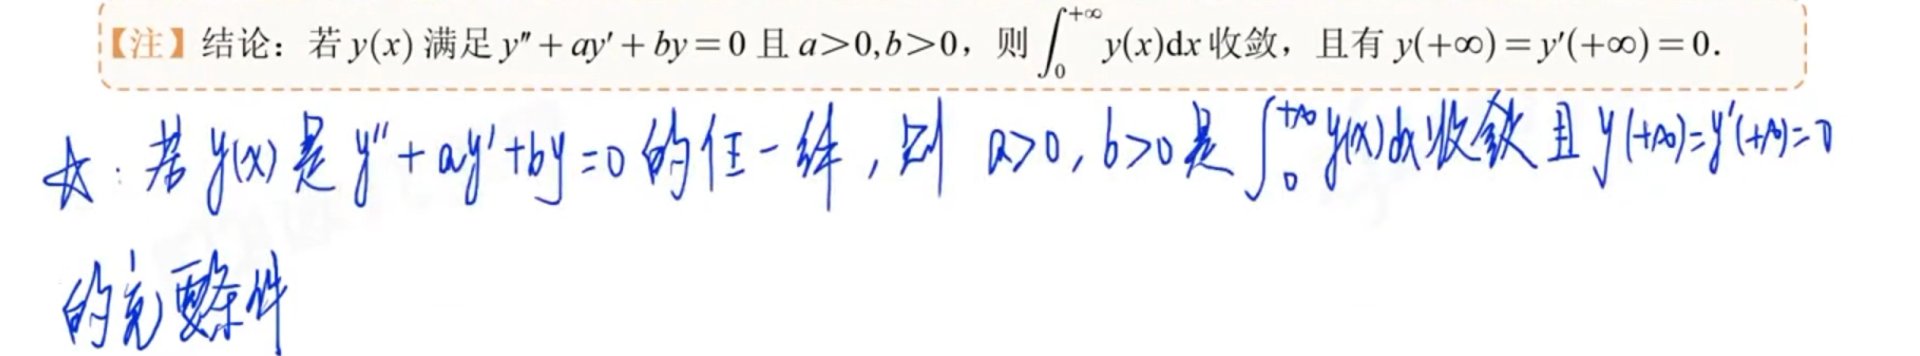 【注】结论：若 y(x) 满足 y″+ay′+by=0 且 a>0,b>0，则 ∫₀⁺∞ y(x)dx 收敛，且有 y(+∞)=y′(+∞)=0.
☆：若 y(x) 是 y″+ay′+by=0 的任一解，则 a>0,b>0 是 ∫₀⁺∞ y(x)dx 收敛 且 y(+∞)=y′(+∞)=0
的充要条件